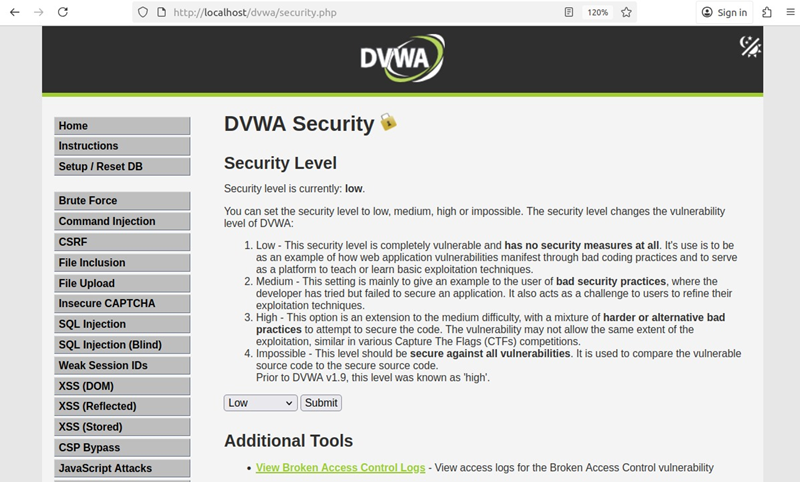 http://localhost/dvwa/security.php
120%
Sign in
DVWA
Home
Instructions
Setup / Reset DB
Brute Force
Command Injection
CSRF
File Inclusion
File Upload
Insecure CAPTCHA
SQL Injection
SQL Injection (Blind)
Weak Session IDs
XSS (DOM)
XSS (Reflected)
XSS (Stored)
CSP Bypass
JavaScript Attacks
DVWA Security
Security Level
Security level is currently: low.
You can set the security level to low, medium, high or impossible. The security level changes the vulnerability
level of DVWA:
1. Low - This security level is completely vulnerable and has no security measures at all. It's use is to be
as an example of how web application vulnerabilities manifest through bad coding practices and to serve
as a platform to teach or learn basic exploitation techniques.
2. Medium - This setting is mainly to give an example to the user of bad security practices, where the
developer has tried but failed to secure an application. It also acts as a challenge to users to refine their
exploitation techniques.
3. High - This option is an extension to the medium difficulty, with a mixture of harder or alternative bad
practices to attempt to secure the code. The vulnerability may not allow the same extent of the
exploitation, similar in various Capture The Flags (CTFs) competitions.
4. Impossible - This level should be secure against all vulnerabilities. It is used to compare the vulnerable
source code to the secure source code.
Prior to DVWA v1.9, this level was known as 'high'.
Low
Submit
Additional Tools
• View Broken Access Control Logs - View access logs for the Broken Access Control vulnerability